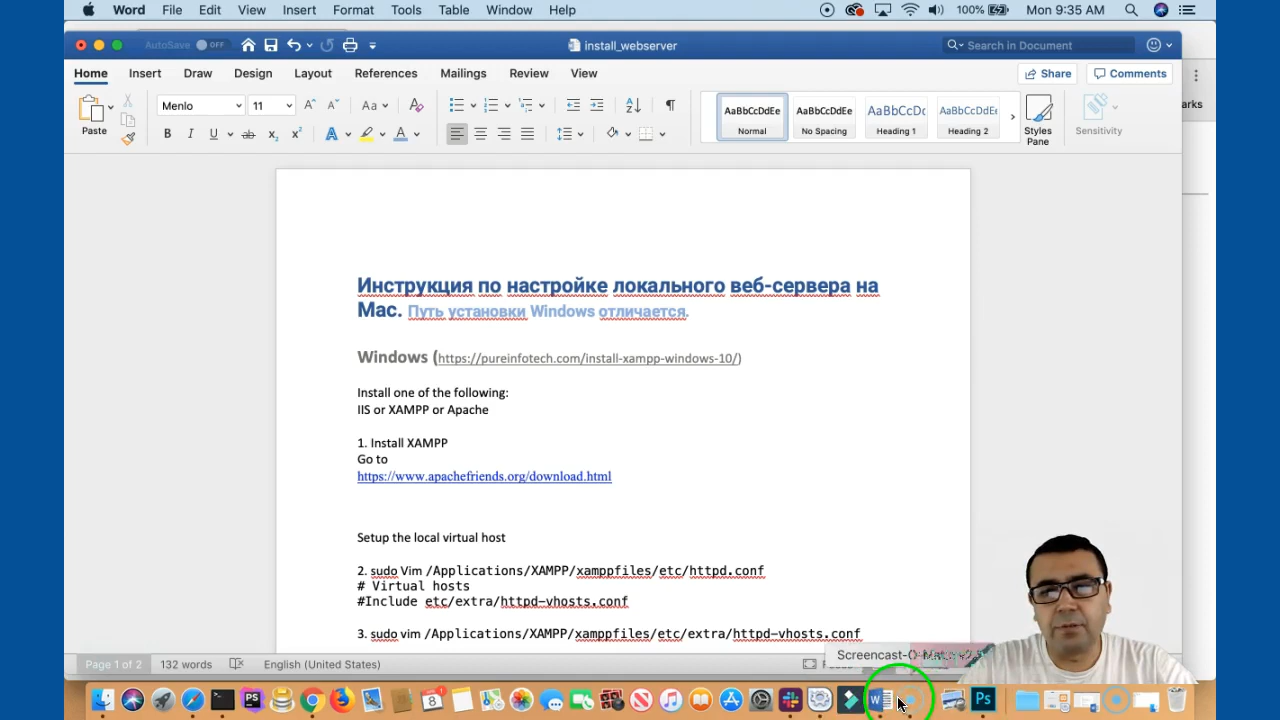 Word File Edit View Insert Format Tools Table Window Help 100% Mon 9:35 AM
AutoSave OFF install_webserver Search in Document
Home Insert Draw Design Layout References Mailings Review View Share Comments
Menlo 11 Aa
AaBbCcDdEe AaBbCcDdEe AaBbCcDc AaBbCcDdEe
Paste Normal No Spacing Heading 1 Heading 2 Styles Pane Sensitivity
arks
Инструкция по настройке локального веб-сервера на
Mac. Путь установки Windows отличается.
Windows (https://pureinfotech.com/install-xampp-windows-10/)
Install one of the following:
IIS or XAMPP or Apache
1. Install XAMPP
Go to
https://www.apachefriends.org/download.html
Setup the local virtual host
2. sudo Vim /Applications/XAMPP/xamppfiles/etc/httpd.conf
# Virtual hosts
#Include etc/extra/httpd-vhosts.conf
3. sudo vim /Applications/XAMPP/xamppfiles/etc/extra/httpd-vhosts.conf
Page 1 of 2 132 words English (United States)